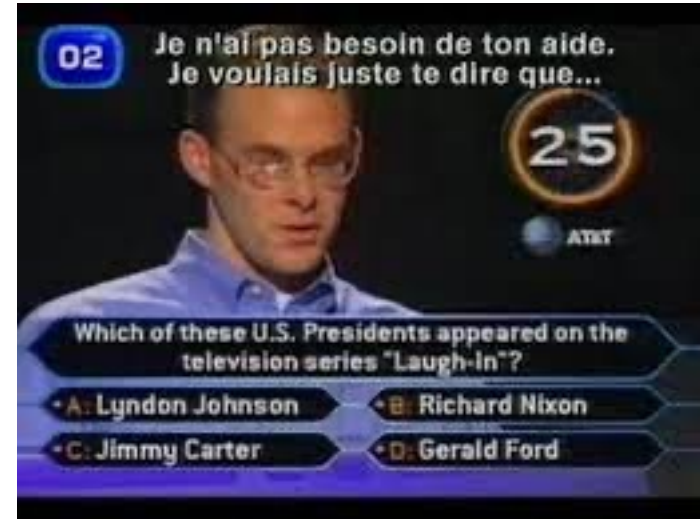 02
Je n'ai pas besoin de ton aide.
Je voulais juste te dire que...
25
AT&T
Which of these U.S. Presidents appeared on the
television series "Laugh-In"?
A: Lyndon Johnson
B: Richard Nixon
C: Jimmy Carter
D: Gerald Ford